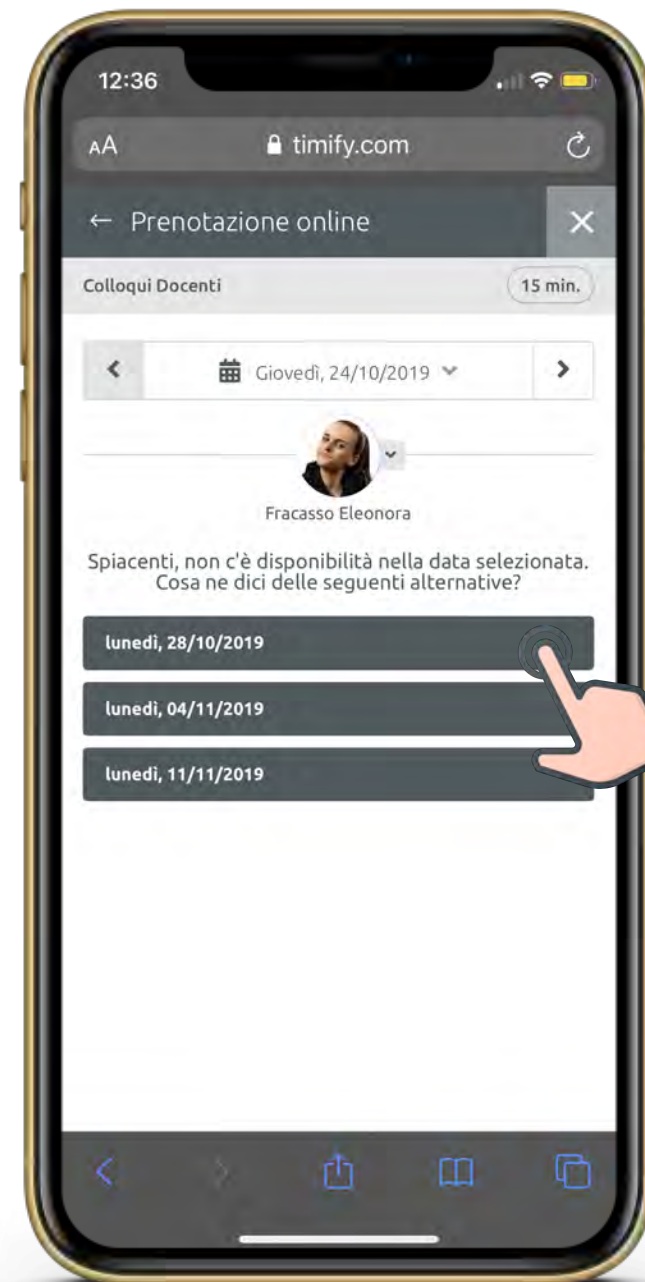 12:36
AA
timify.com
← Prenotazione online
Colloqui Docenti
15 min.
Giovedì, 24/10/2019
Fracasso Eleonora
Spiacenti, non c'è disponibilità nella data selezionata.
Cosa ne dici delle seguenti alternative?
lunedì, 28/10/2019
lunedì, 04/11/2019
lunedì, 11/11/2019